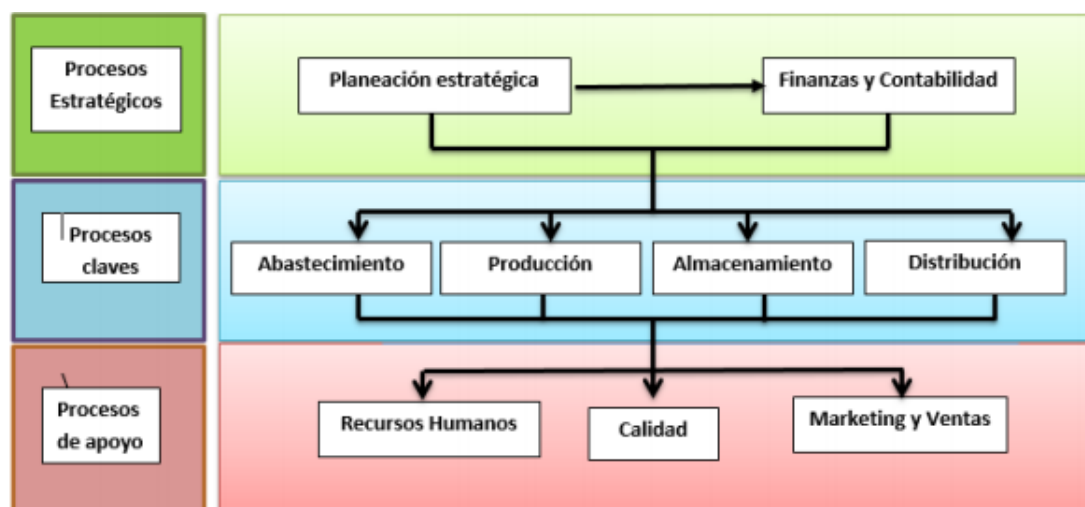 Procesos
Estratégicos
Planeación estratégica
Finanzas y Contabilidad
Procesos
claves
Abastecimiento
Producción
Almacenamiento
Distribución
Procesos
de apoyo
Recursos Humanos
Calidad
Marketing y Ventas